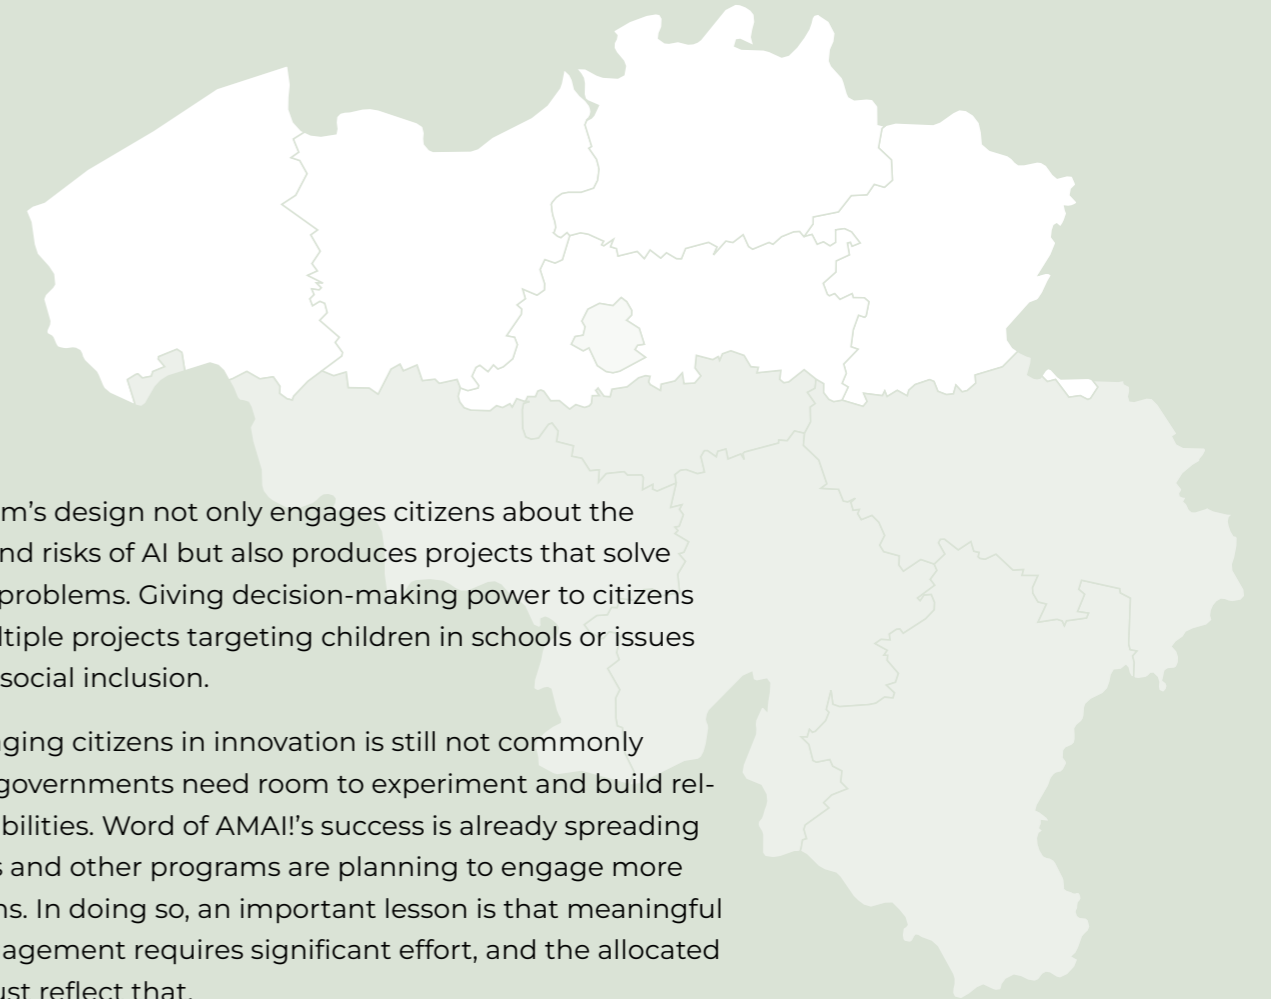 m’s design not only engages citizens about the
nd risks of AI but also produces projects that solve
problems. Giving decision-making power to citizens
ltiple projects targeting children in schools or issues
social inclusion.
ging citizens in innovation is still not commonly
governments need room to experiment and build rel-
bilities. Word of AMAI!’s success is already spreading
s and other programs are planning to engage more
ns. In doing so, an important lesson is that meaningful
agement requires significant effort, and the allocated
ust reflect that.